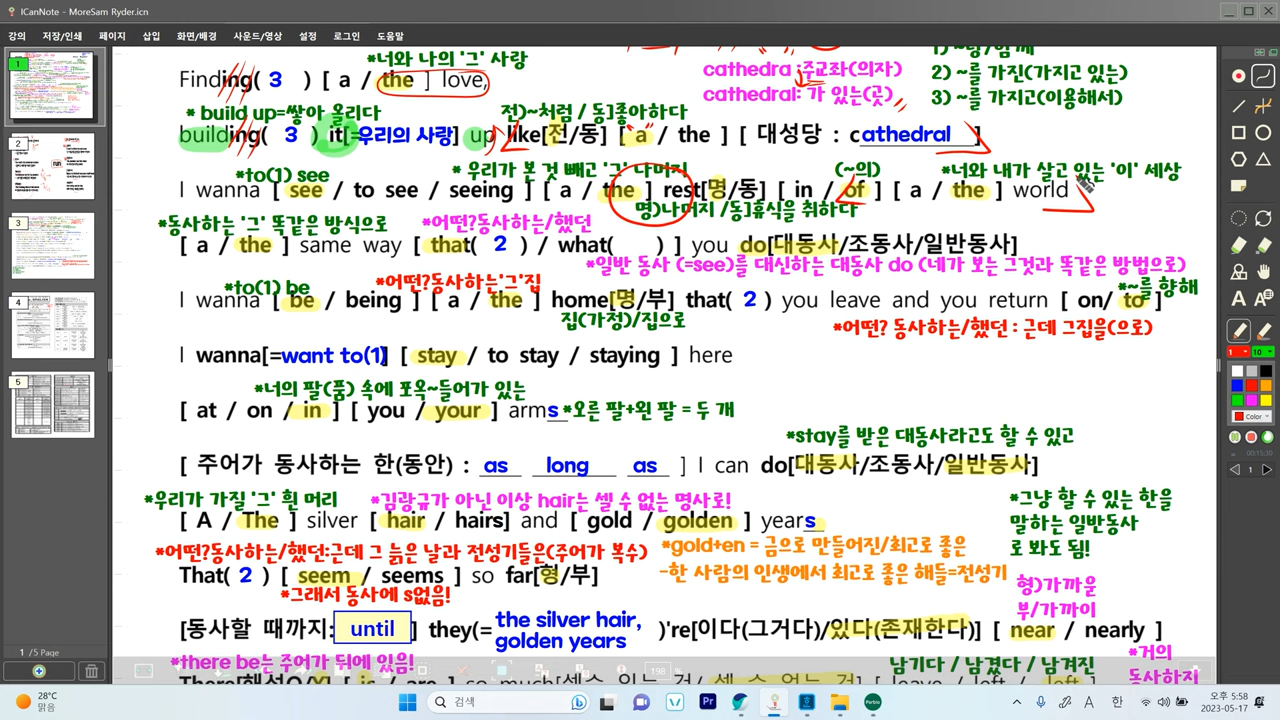 ICanNote - MoreSam Ryder.icn
강의 저장/인쇄 페이지 삽입 화면/배경 사운드/영상 설정 로그인 도움말
1
2
3
4
5
*너와 나의 '그' 사랑
Finding( 3 ) [ a / the ] love,
cathedra :주교좌(의자)
cathedral: 가 있는(곳)
2) ~를 가진(가지고 있는)
3) ~를 가지고(이용해서)
* build up=쌓아 올리다
전)~처럼 / 동]좋아하다
building( 3 ) it[=우리의 사랑] up like[전/동] [ a / the ] [ 대성당 : cathedral ]
*to(1) see
* 우리가 본 것 빼고 '그' 나머지
(~의)
*너와 내가 살고 있는 '이' 세상
I wanna [ see / to see / seeing ] [ a / the ] rest[명/동] [ in / of ] [ a / the ] world
명)나머지 /동]휴식을 취하다
*동사하는 '그' 똑같은 방식으로
*어떤?동사하는/했던
[ a / the ] same way [ that( 2 ) / what( ) ] you do[대동사/조동사/일반동사]
*일반 동사 (=see)를 대신하는 대동사 do (네가 보는 그것과 똑같은 방법으로)
*to(1) be
*어떤?동사하는'그'집
*~를 향해
I wanna [ be / being ] [ a / the ] home[명/부] that( 2 ) you leave and you return [ on/ to ]
집(가정)/집으로
*어떤? 동사하는/했던 : 근데 그집을(으로)
I wanna[=want to(1)] [ stay / to stay / staying ] here
*너의 팔(품) 속에 포옥~들어가 있는
[ at / on / in ] [ you / your ] arms *오른 팔+왼 팔 = 두 개
*stay를 받은 대동사라고도 할 수 있고
[ 주어가 동사하는 한(동안) : as long as ] I can do[대동사/조동사/일반동사]
*우리가 가질 '그' 흰 머리
*김광규가 아닌 이상 hair는 셀 수 없는 명사로!
*그냥 할 수 있는 한을
말하는 일반동사
로 봐도 됨!
[ A / The ] silver [ hair / hairs] and [ gold / golden ] years
*어떤?동사하는/했던:근데 그 늙은 날과 전성기들은(주어가 복수)
*gold+en = 금으로 만들어진/최고로 좋은
-한 사람의 인생에서 최고로 좋은 해들=전성기
That( 2 ) [ seem / seems ] so far[형/부]
*그래서 동사에 s없음!
형)가까운
부/가까이
[동사할 때까지: until ] they(= the silver hair, golden years )'re[이다(그거다)/있다(존재한다)] [ near / nearly ]
*거의
*there be는 주어가 뒤에 있음!
남기다 / 남겼다 / 남겨진
동사하지
1 /5 Page
198
Color
00:15:30
1
28°C
맑음
검색
Pr
A
한
오후 5:58
2023-05-17